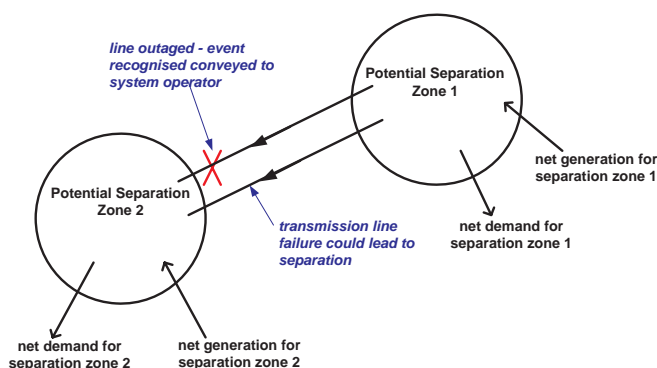 line outaged - event
recognised conveyed to
system operator
Potential Separation
Zone 1
net generation for
separation zone 1
net demand for
separation zone 1
Potential Separation
Zone 2
transmission line
failure could lead to
separation
net demand for
separation zone 2
net generation for
separation zone 2